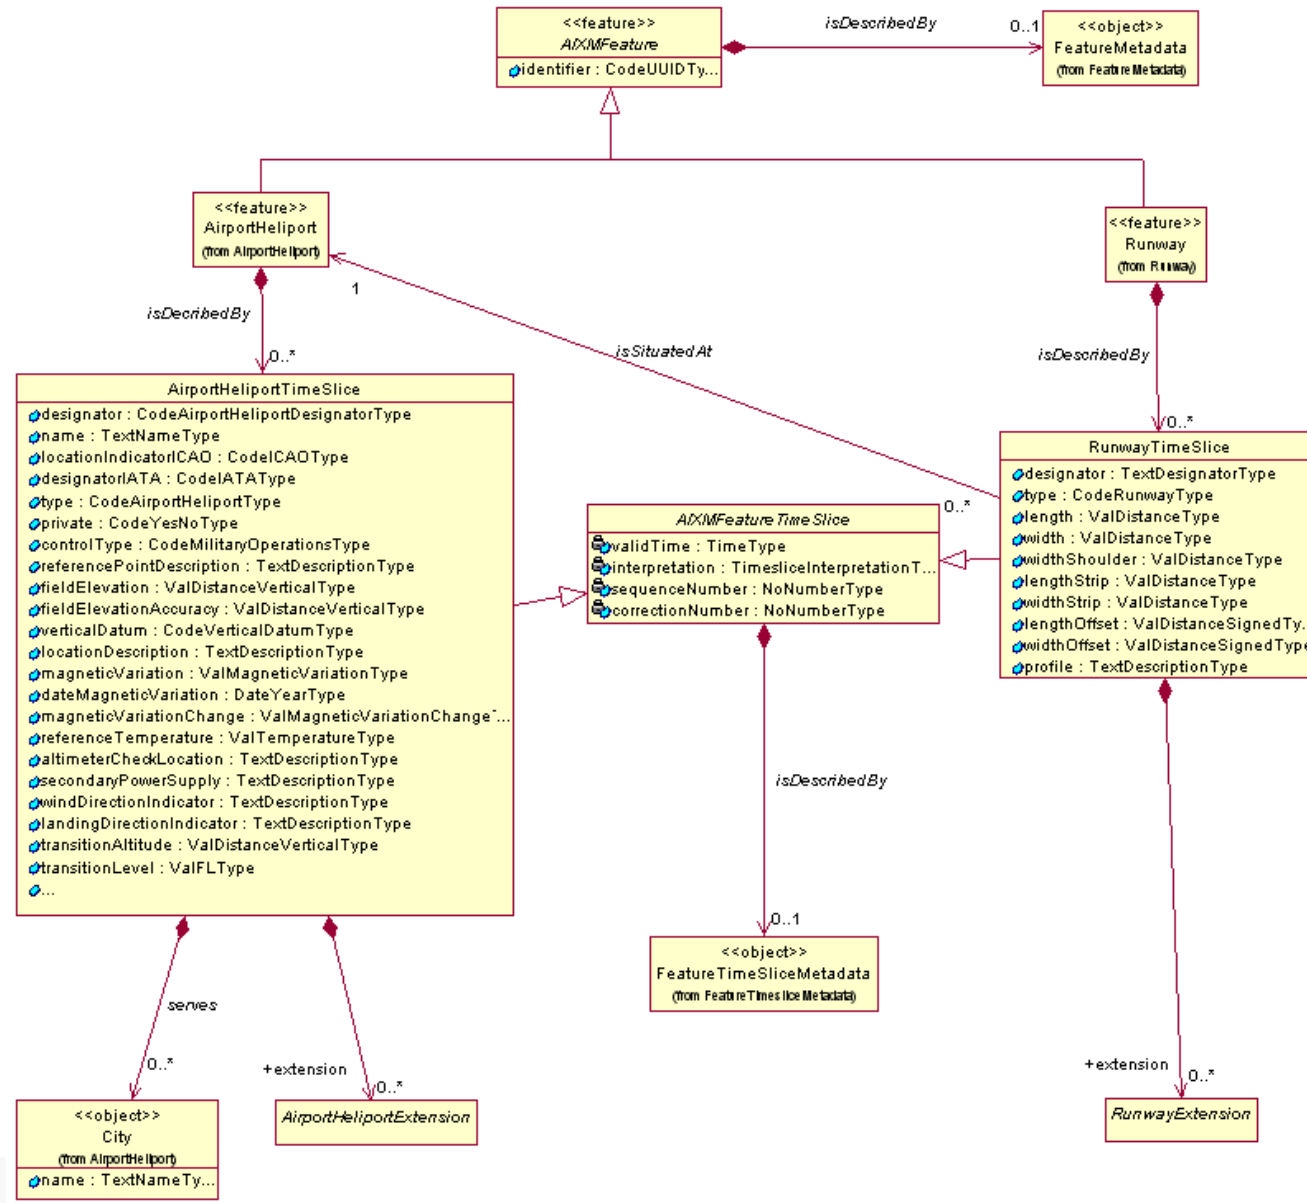 <<feature>>
AIXMFeature
identifier : CodeUUIDTy...
isDescribedBy
0..1
<<object>>
FeatureMetadata
(from FeatureMetadata)
<<feature>>
AirportHeliport
(from AirportHeliport)
<<feature>>
Runway
(from Runway)
1
isDecribedBy
0..*
isSituatedAt
isDescribedBy
0..*
AirportHeliportTimeSlice
designator : CodeAirportHeliportDesignatorType
name : TextNameType
locationIndicatorICAO : CodeICAOType
designatorIATA : CodeIATAType
type : CodeAirportHeliportType
private : CodeYesNoType
controlType : CodeMilitaryOperationsType
referencePointDescription : TextDescriptionType
fieldElevation : ValDistanceVerticalType
fieldElevationAccuracy : ValDistanceVerticalType
verticalDatum : CodeVerticalDatumType
locationDescription : TextDescriptionType
magneticVariation : ValMagneticVariationType
dateMagneticVariation : DateYearType
magneticVariationChange : ValMagneticVariationChange...
referenceTemperature : ValTemperatureType
altimeterCheckLocation : TextDescriptionType
secondaryPowerSupply : TextDescriptionType
windDirectionIndicator : TextDescriptionType
landingDirectionIndicator : TextDescriptionType
transitionAltitude : ValDistanceVerticalType
transitionLevel : ValFLType
...
0..*
AIXMFeatureTimeSlice
validTime : TimeType
interpretation : TimesliceInterpretationT...
sequenceNumber : NoNumberType
correctionNumber : NoNumberType
RunwayTimeSlice
designator : TextDesignatorType
type : CodeRunwayType
length : ValDistanceType
width : ValDistanceType
widthShoulder : ValDistanceType
lengthStrip : ValDistanceType
widthStrip : ValDistanceType
lengthOffset : ValDistanceSignedTy...
widthOffset : ValDistanceSignedType
profile : TextDescriptionType
isDescribedBy
0..1
<<object>>
FeatureTimeSliceMetadata
(from FeatureTimesliceMetadata)
serves
0..*
+extension
0..*
+extension
0..*
<<object>>
City
(from AirportHeliport)
name : TextNameTy...
AirportHeliportExtension
RunwayExtension